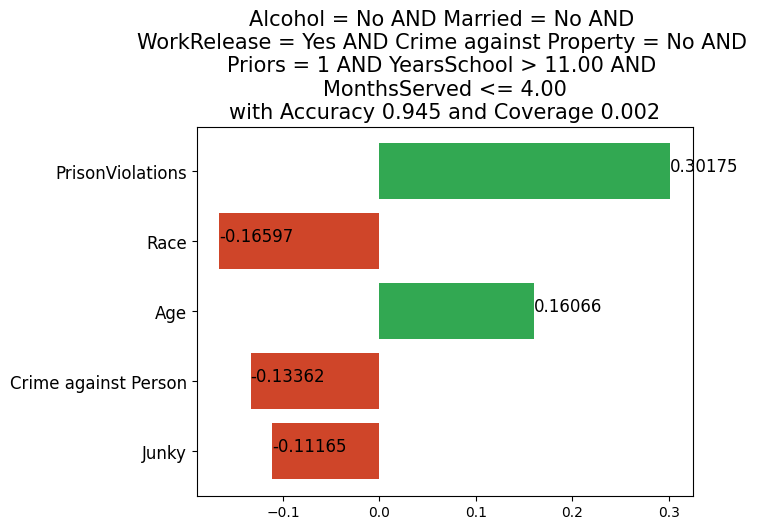 Alcohol = No AND Married = No AND
WorkRelease = Yes AND Crime against Property = No AND
Priors = 1 AND YearsSchool > 11.00 AND
MonthsServed <= 4.00
with Accuracy 0.945 and Coverage 0.002
PrisonViolations 0.30175
Race -0.16597
Age 0.16066
Crime against Person -0.13362
Junky -0.11165
−0.1 0.0 0.1 0.2 0.3